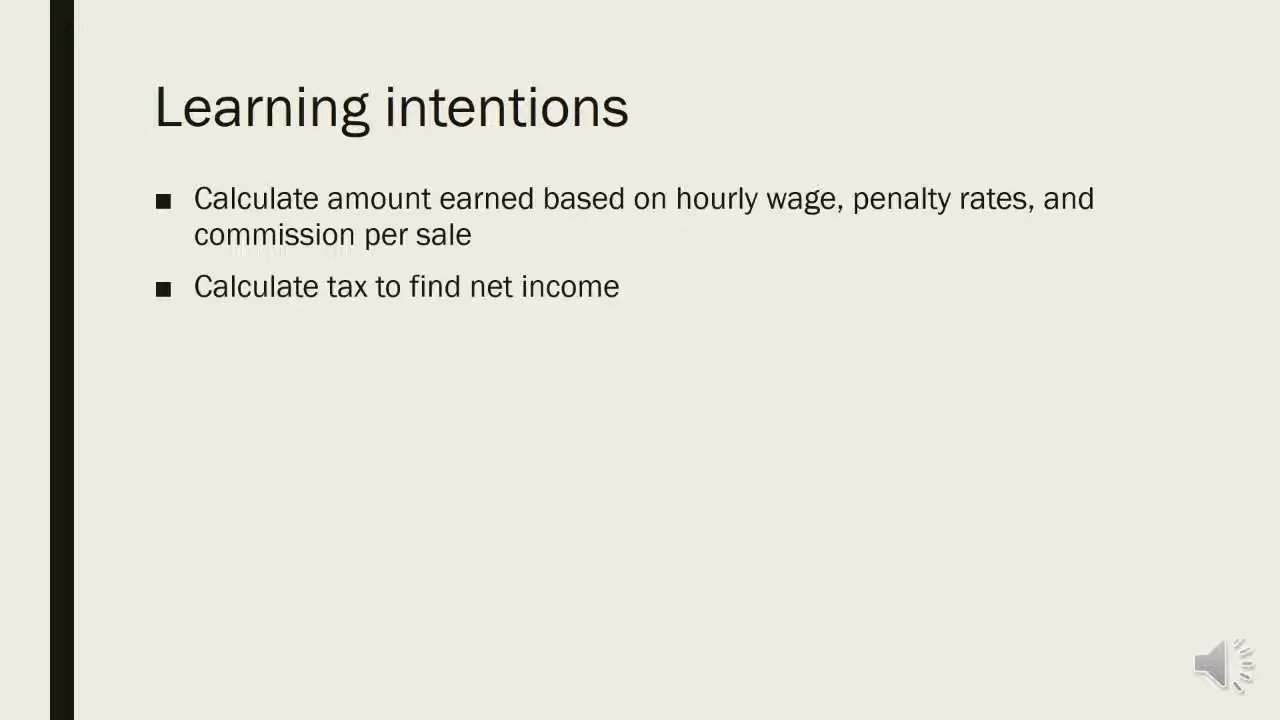 Learning intentions
■ Calculate amount earned based on hourly wage, penalty rates, and
commission per sale
■ Calculate tax to find net income